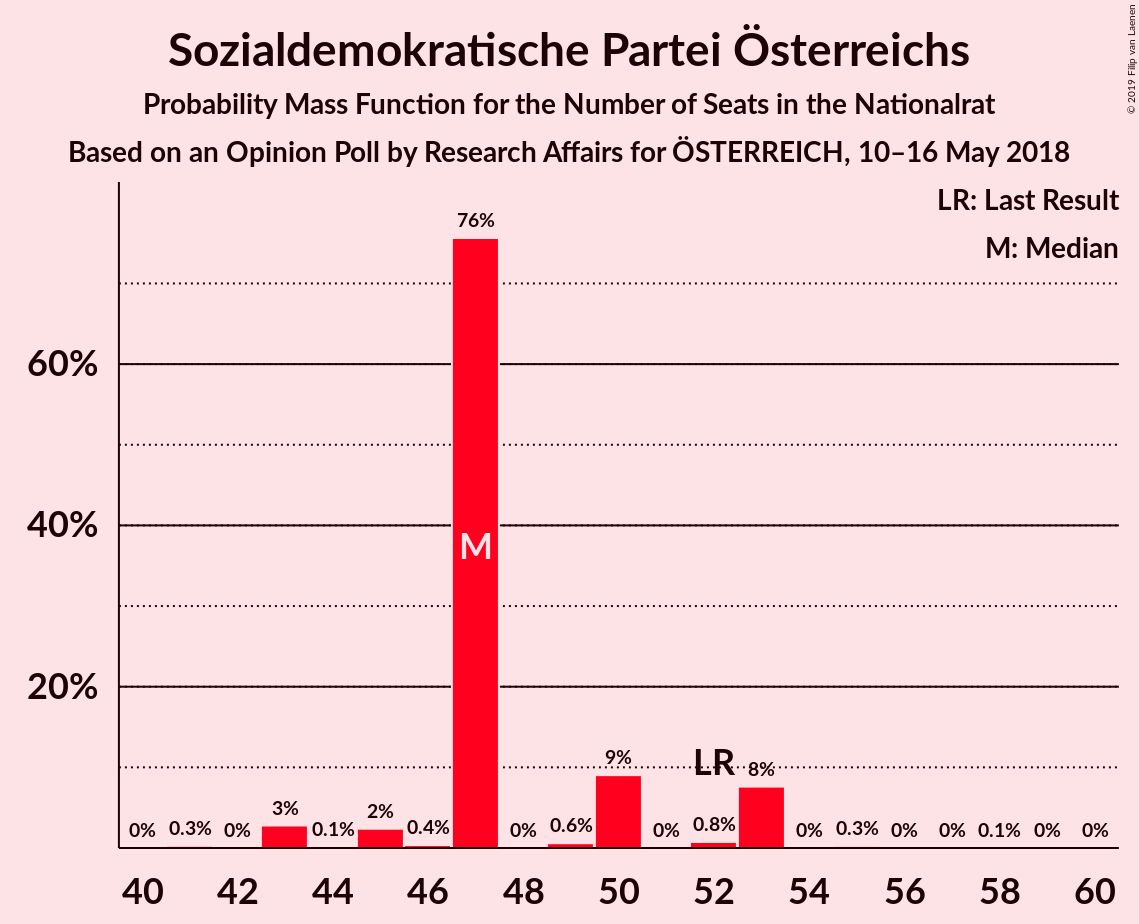 Sozialdemokratische Partei Österreichs
Probability Mass Function for the Number of Seats in the Nationalrat
Based on an Opinion Poll by Research Affairs for ÖSTERREICH, 10–16 May 2018
© 2019 Filip van Laenen
LR: Last Result
M: Median
76%
60%
40%
M
20%
9%
LR
8%
0% 0.3% 0% 3% 0.1% 2% 0.4% 0% 0.6% 0% 0.8% 0% 0.3% 0% 0% 0.1% 0% 0%
40 42 44 46 48 50 52 54 56 58 60